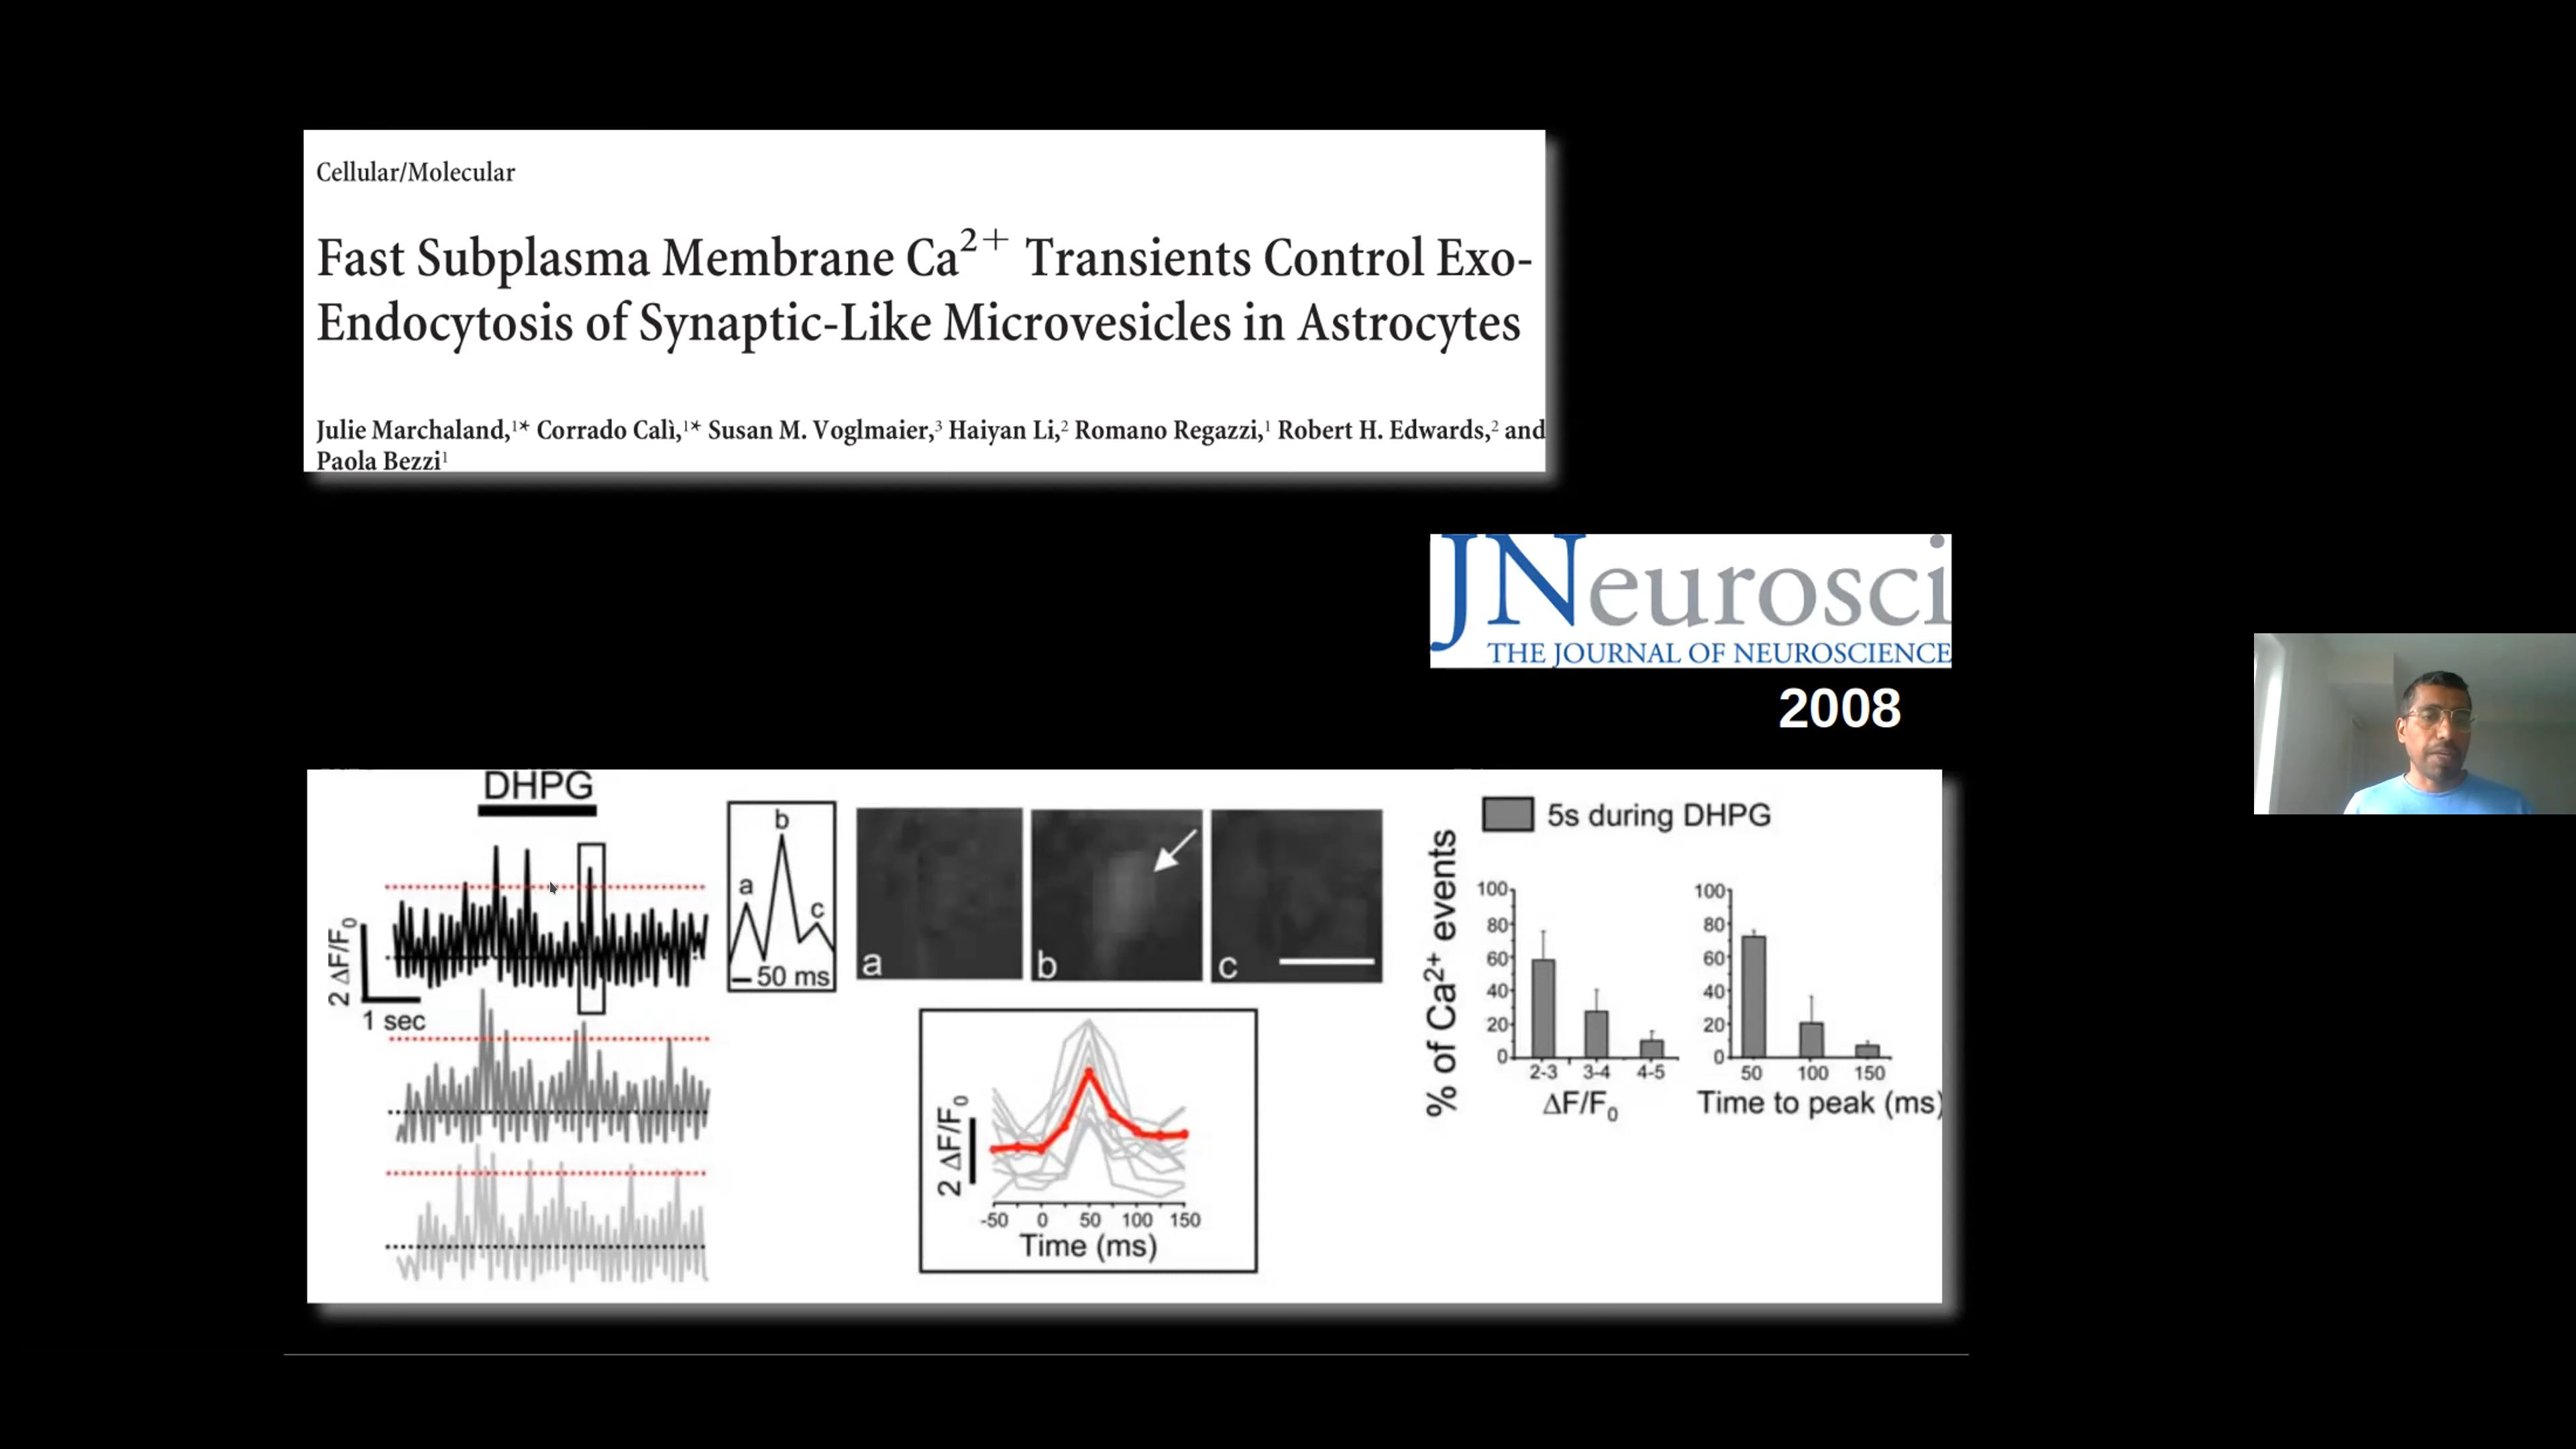 Cellular/Molecular
Fast Subplasma Membrane Ca²⁺ Transients Control Exo-
Endocytosis of Synaptic-Like Microvesicles in Astrocytes
Julie Marchaland,¹* Corrado Calì,¹* Susan M. Voglmaier,³ Haiyan Li,² Romano Regazzi,¹ Robert H. Edwards,² and
Paola Bezzi¹
JNeurosci
THE JOURNAL OF NEUROSCIENCE
2008
DHPG
2 ΔF/F₀
1 sec
a
b
c
50 ms
a
b
c
2 ΔF/F₀
-50 0 50 100 150
Time (ms)
5s during DHPG
% of Ca²⁺ events
100
80
60
40
20
0
2-3 3-4 4-5
ΔF/F₀
100
80
60
40
20
0
50 100 150
Time to peak (ms)